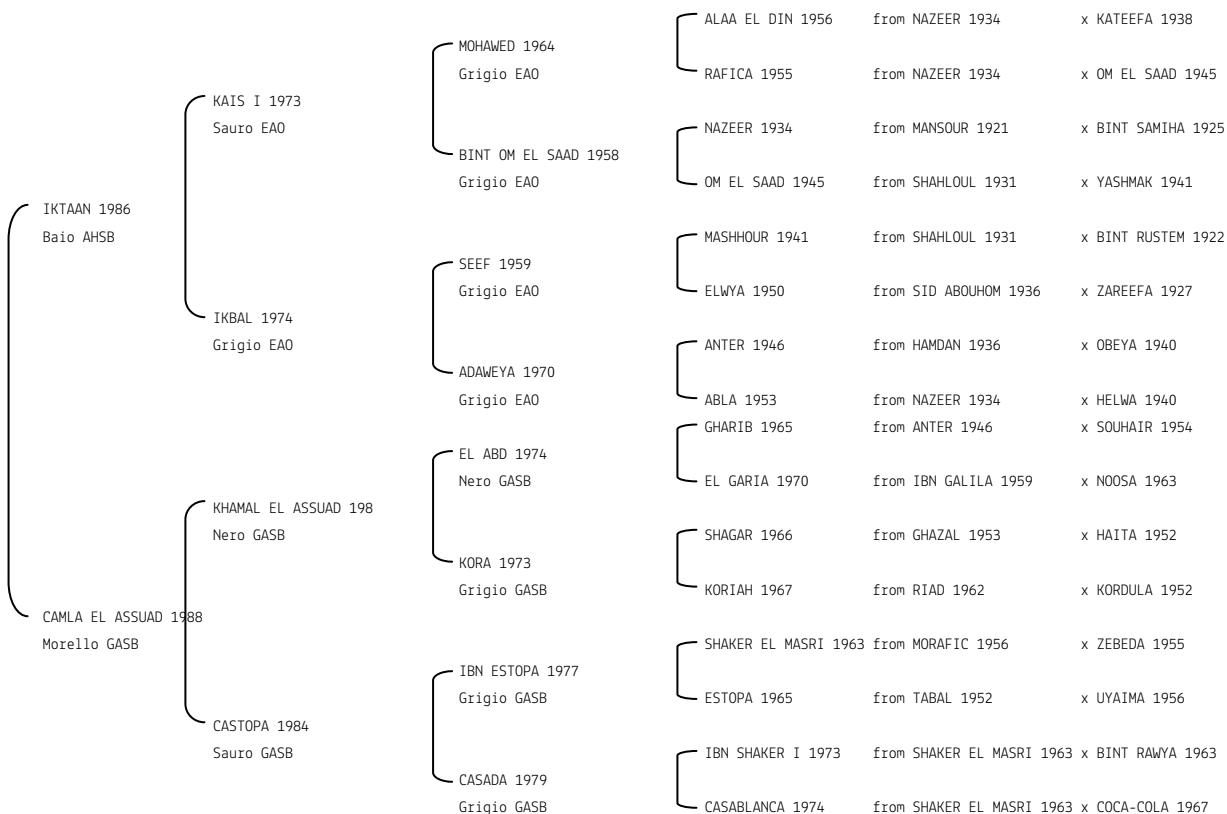 ALAA EL DIN 1956 from NAZEER 1934 x KATEEFA 1938
MOHAWED 1964
Grigio EAO
RAFICA 1955 from NAZEER 1934 x OM EL SAAD 1945
KAIS I 1973
Sauro EAO
NAZEER 1934 from MANSOUR 1921 x BINT SAMIHA 1925
BINT OM EL SAAD 1958
Grigio EAO
OM EL SAAD 1945 from SHAHLOUL 1931 x YASHMAK 1941
IKTAAN 1986
Baio AHSB
MASHHOUR 1941 from SHAHLOUL 1931 x BINT RUSTEM 1922
SEEF 1959
Grigio EAO
ELWYA 1950 from SID ABOUHOM 1936 x ZAREEFA 1927
IKBAL 1974
Grigio EAO
ANTER 1946 from HAMDAN 1936 x OBEYA 1940
ADAWEYA 1970
Grigio EAO
ABLA 1953 from NAZEER 1934 x HELWA 1940
GHARIB 1965 from ANTER 1946 x SOUHAIR 1954
EL ABD 1974
Nero GASB
EL GARIA 1970 from IBN GALILA 1959 x NOOSA 1963
KHAMAL EL ASSUAD 198
Nero GASB
SHAGAR 1966 from GHAZAL 1953 x HAITA 1952
KORA 1973
Grigio GASB
KORIAH 1967 from RIAD 1962 x KORDULA 1952
CAMLA EL ASSUAD 1988
Morello GASB
SHAKER EL MASRI 1963 from MORAFIC 1956 x ZEBEDA 1955
IBN ESTOPA 1977
Grigio GASB
ESTOPA 1965 from TABAL 1952 x UYAIMA 1956
CASTOPA 1984
Sauro GASB
IBN SHAKER I 1973 from SHAKER EL MASRI 1963 x BINT RAWYA 1963
CASADA 1979
Grigio GASB
CASABLANCA 1974 from SHAKER EL MASRI 1963 x COCA-COLA 1967